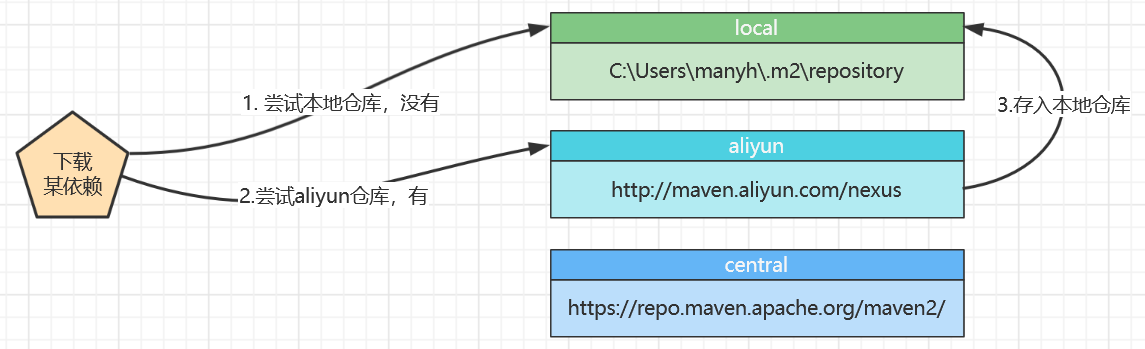 local
C:\Users\manyh\.m2\repository
1. 尝试本地仓库，没有
3.存入本地仓库
下载
某依赖
aliyun
http://maven.aliyun.com/nexus
2.尝试aliyun仓库，有
central
https://repo.maven.apache.org/maven2/